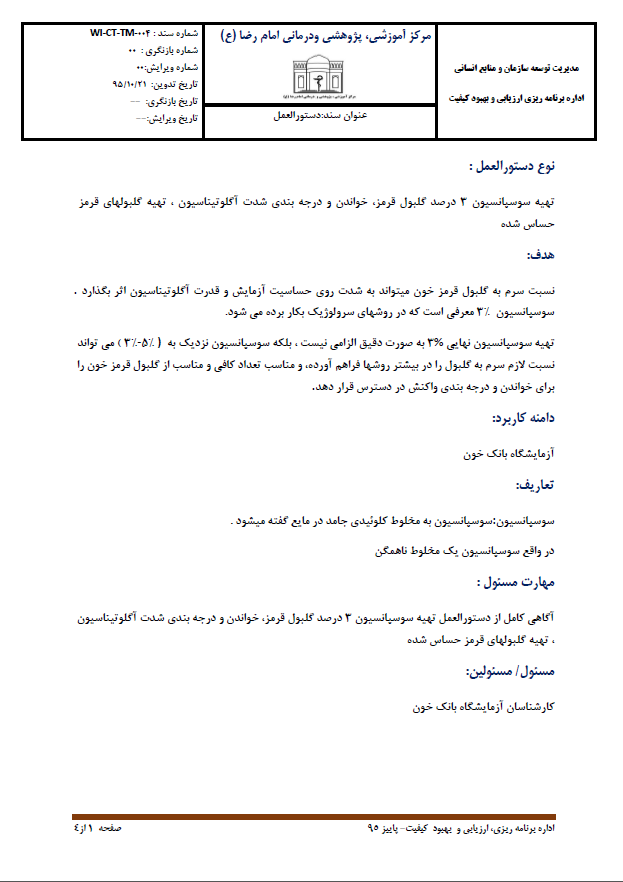 مدیریت توسعه سازمان و منابع انسانی
اداره برنامه ریزی ارزیابی و بهبود کیفیت
مرکز آموزشی، پژوهشی ودرمانی امام رضا (ع)
مرکز آموزشی، پژوهشی و درمانی امام رضا (ع)
عنوان سند:دستورالعمل
شماره سند : WI-CT-TM-۰۰۴
شماره بازنگری : ۰۰
شماره ویرایش:۰۰
تاریخ تدوین: ۹۵/۱۰/۲۱
تاریخ بازنگری: ---
تاریخ ویرایش:---
نوع دستورالعمل :
تهیه سوسپانسیون ۳ درصد گلبول قرمز، خواندن و درجه بندی شدت آگلوتیناسیون ، تهیه گلبولهای قرمز
حساس شده
هدف:
نسبت سرم به گلبول قرمز خون میتواند به شدت روی حساسیت آزمایش و قدرت آگلوتیناسیون اثر بگذارد .
سوسپانسیون ۳٪ معرفی است که در روشهای سرولوژیک بکار برده می شود.
تهیه سوسپانسیون نهایی ۳% به صورت دقیق الزامی نیست ، بلکه سوسپانسیون نزدیک به ( ۵٪-۳٪ ) می تواند
نسبت لازم سرم به گلبول را در بیشتر روشها فراهم آورده، و مناسب تعداد کافی و مناسب از گلبول قرمز خون را
برای خواندن و درجه بندی واکنش در دسترس قرار دهد.
دامنه کاربرد:
آزمایشگاه بانک خون
تعاریف:
سوسپانسیون:سوسپانسیون به مخلوط کلوئیدی جامد در مایع گفته میشود .
در واقع سوسپانسیون یک مخلوط ناهمگن
مهارت مسئول :
آگاهی کامل از دستورالعمل تهیه سوسپانسیون ۳ درصد گلبول قرمز، خواندن و درجه بندی شدت آگلوتیناسیون
، تهیه گلبولهای قرمز حساس شده
مسئول/ مسئولین:
کارشناسان آزمایشگاه بانک خون
اداره برنامه ریزی، ارزیابی و بهبود کیفیت- پاییز ۹۵
صفحه ۱ از۴